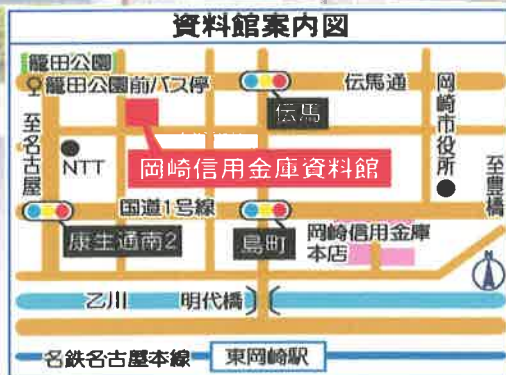 資料館案内図
籠田公園
籠田公園前バス停
伝馬通
伝馬
岡崎市役所
至名古屋
NTT
岡崎信用金庫資料館
至豊橋
国道1号線
康生通南2
島町
岡崎信用金庫
本店
乙川
明代橋
名鉄名古屋本線
東岡崎駅